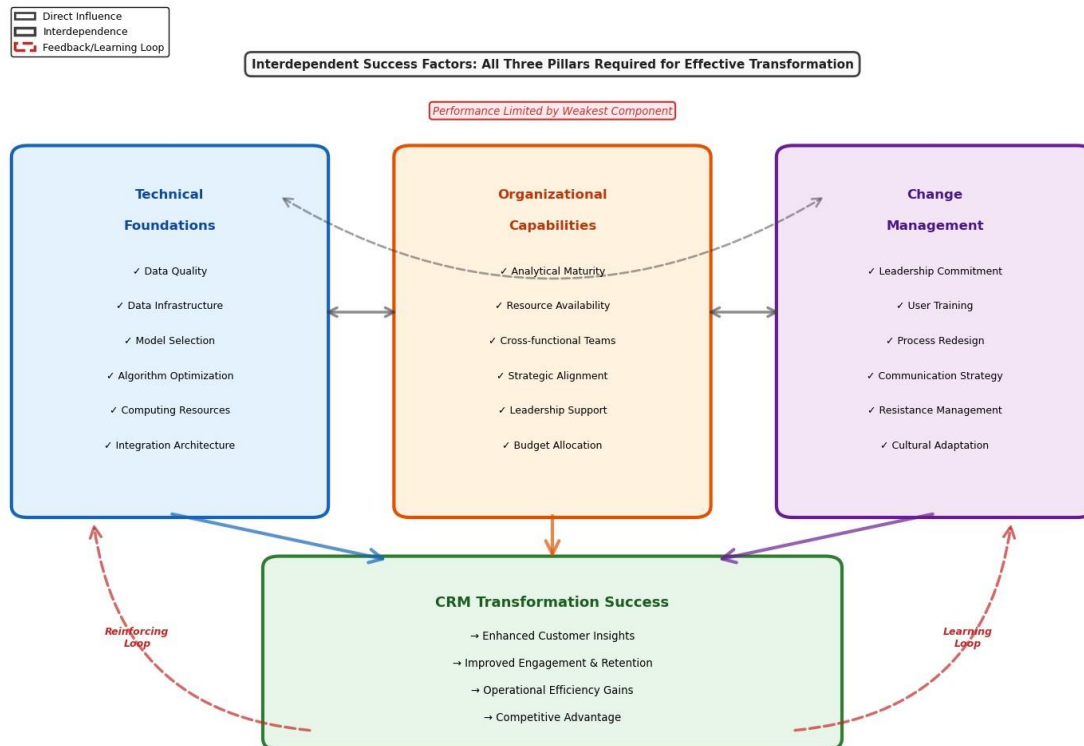 Direct Influence
Interdependence
Feedback/Learning Loop
Interdependent Success Factors: All Three Pillars Required for Effective Transformation
Performance Limited by Weakest Component
Technical
Foundations
✓ Data Quality
✓ Data Infrastructure
✓ Model Selection
✓ Algorithm Optimization
✓ Computing Resources
✓ Integration Architecture
Organizational
Capabilities
✓ Analytical Maturity
✓ Resource Availability
✓ Cross-functional Teams
✓ Strategic Alignment
✓ Leadership Support
✓ Budget Allocation
Change
Management
✓ Leadership Commitment
✓ User Training
✓ Process Redesign
✓ Communication Strategy
✓ Resistance Management
✓ Cultural Adaptation
CRM Transformation Success
→ Enhanced Customer Insights
→ Improved Engagement & Retention
→ Operational Efficiency Gains
→ Competitive Advantage
Reinforcing
Loop
Learning
Loop